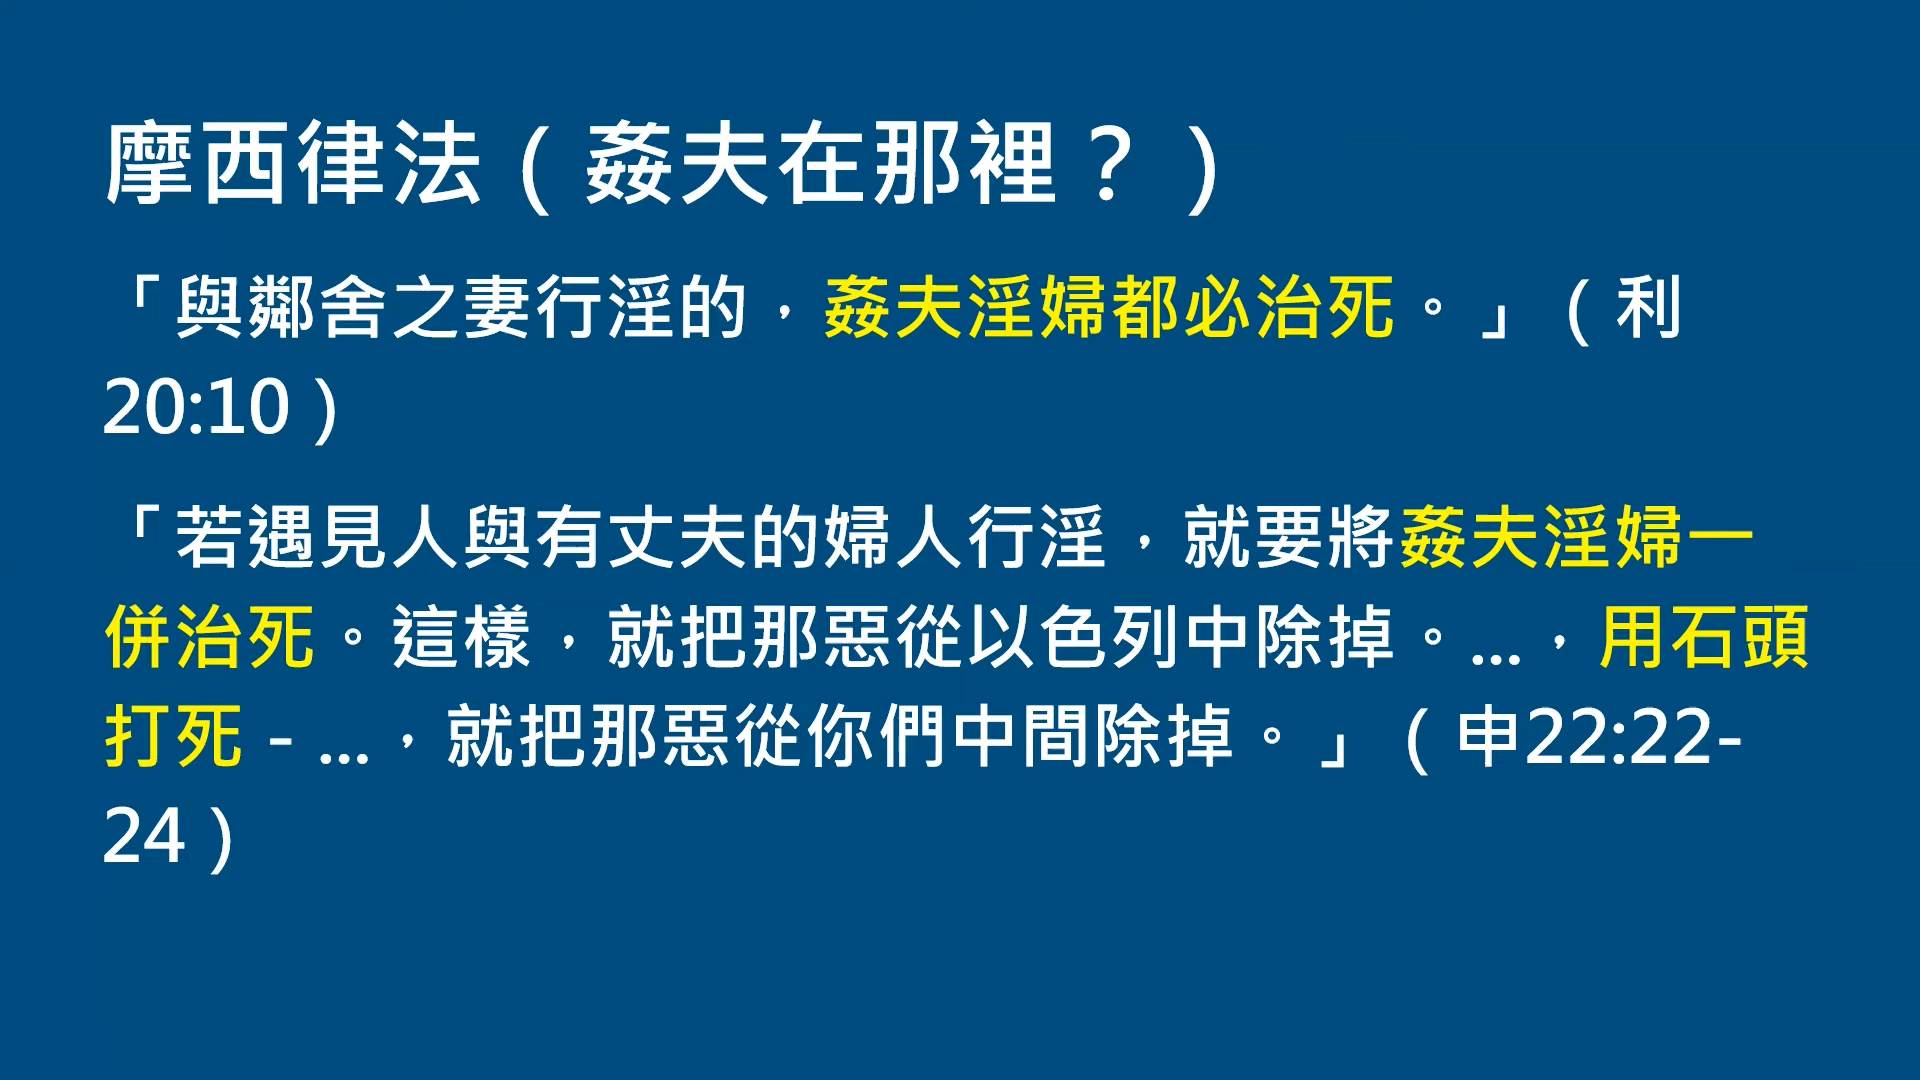 摩西律法（姦夫在那裡？）
「與鄰舍之妻行淫的，姦夫淫婦都必治死。」（利
20:10）
「若遇見人與有丈夫的婦人行淫，就要將姦夫淫婦一
併治死。這樣，就把那惡從以色列中除掉。...，用石頭
打死 - ...，就把那惡從你們中間除掉。」（申22:22-
24）